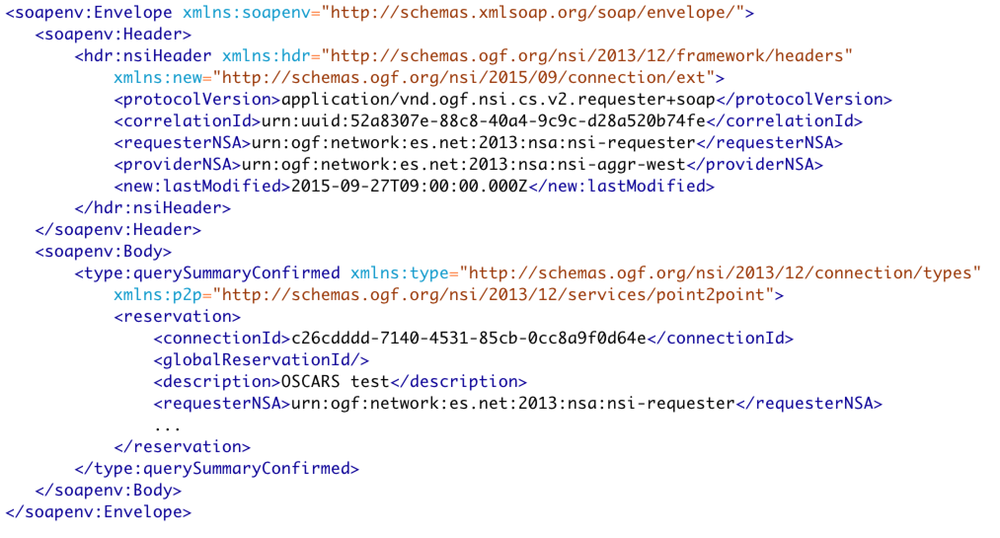 <soapenv:Envelope xmlns:soapenv="http://schemas.xmlsoap.org/soap/envelope/">
<soapenv:Header>
<hdr:nsiHeader xmlns:hdr="http://schemas.ogf.org/nsi/2013/12/framework/headers"
xmlns:new="http://schemas.ogf.org/nsi/2015/09/connection/ext">
<protocolVersion>application/vnd.ogf.nsi.cs.v2.requester+soap</protocolVersion>
<correlationId>urn:uuid:52a8307e-88c8-40a4-9c9c-d28a520b74fe</correlationId>
<requesterNSA>urn:ogf:network:es.net:2013:nsa:nsi-requester</requesterNSA>
<providerNSA>urn:ogf:network:es.net:2013:nsa:nsi-aggr-west</providerNSA>
<new:lastModified>2015-09-27T09:00:00.000Z</new:lastModified>
</hdr:nsiHeader>
</soapenv:Header>
<soapenv:Body>
<type:querySummaryConfirmed xmlns:type="http://schemas.ogf.org/nsi/2013/12/connection/types"
xmlns:p2p="http://schemas.ogf.org/nsi/2013/12/services/point2point">
<reservation>
<connectionId>c26cdddd-7140-4531-85cb-0cc8a9f0d64e</connectionId>
<globalReservationId/>
<description>OSCARS test</description>
<requesterNSA>urn:ogf:network:es.net:2013:nsa:nsi-requester</requesterNSA>
...
</reservation>
</type:querySummaryConfirmed>
</soapenv:Body>
</soapenv:Envelope>